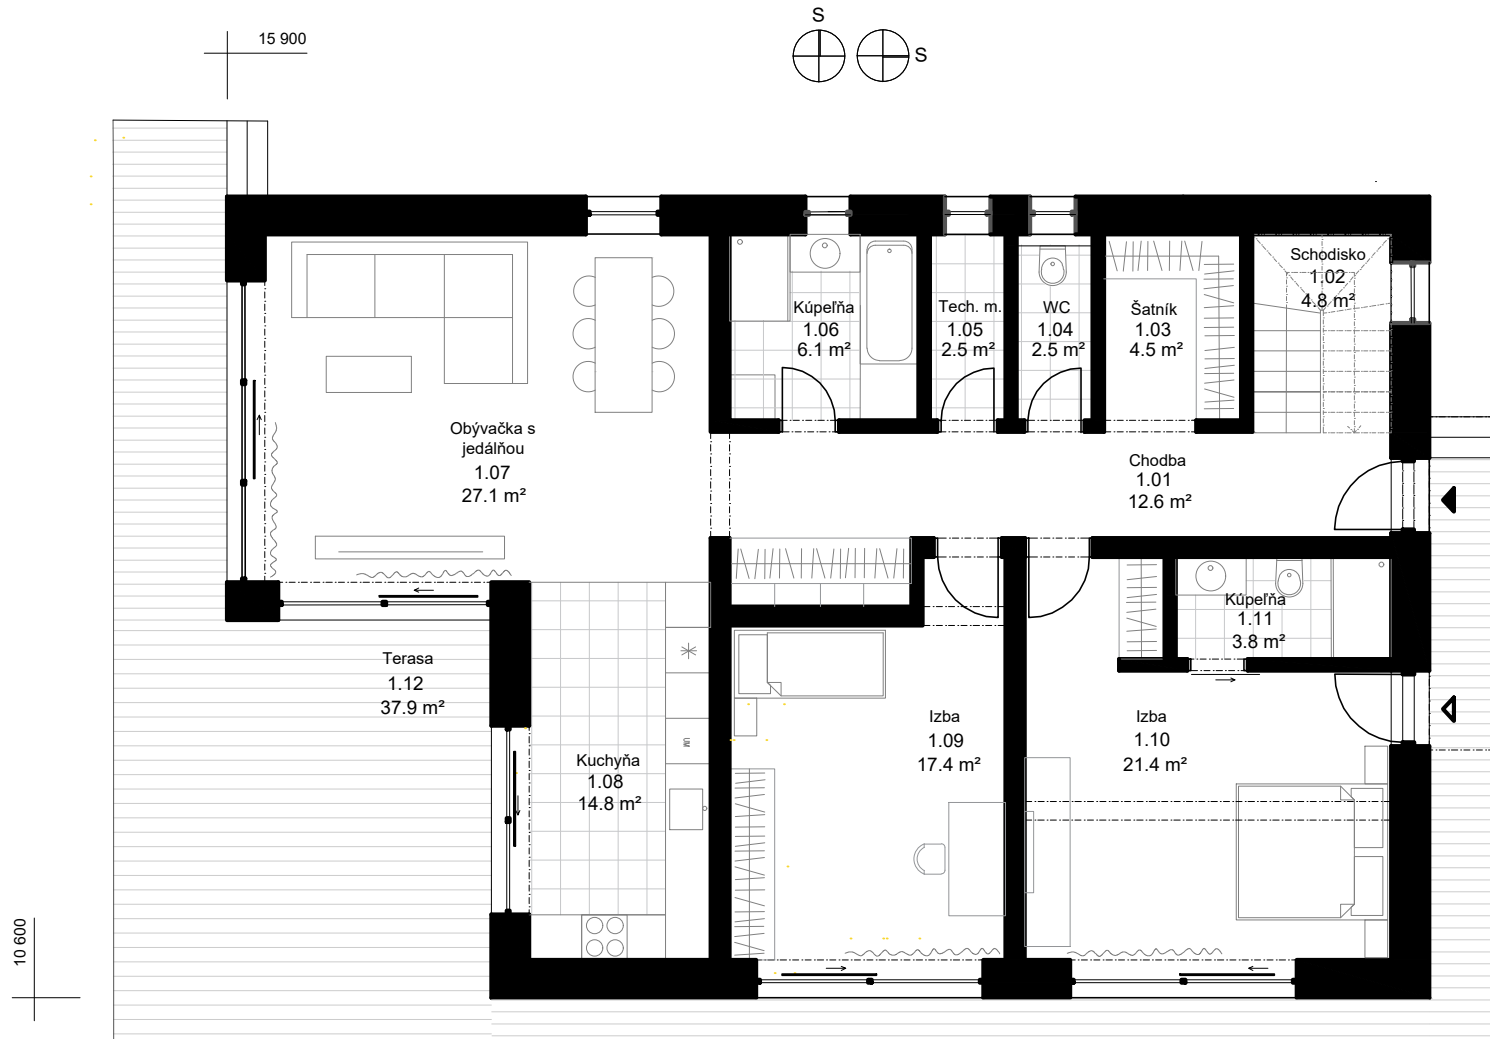 S
15 900
S
Schodisko
1.02
4.8 m²
Kúpeľňa
1.06
6.1 m²
Tech. m.
1.05
2.5 m²
WC
1.04
2.5 m²
Šatník
1.03
4.5 m²
Obývačka s
jedálňou
1.07
27.1 m²
Chodba
1.01
12.6 m²
Kúpeľňa
1.11
3.8 m²
Terasa
1.12
37.9 m²
Izba
1.09
17.4 m²
Izba
1.10
21.4 m²
UM
Kuchyňa
1.08
14.8 m²
10 600